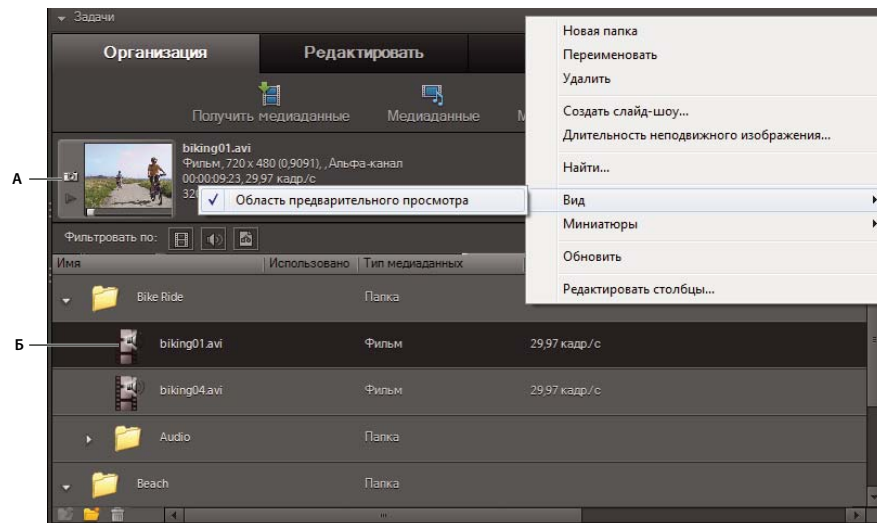 Задачи
Организация
Редактировать
Получить медиаданные
Медиаданные
М
А
biking01.avi
Фильм, 720 x 480 (0,9091), ,Альфа-канал
00:00:09:23, 29,97 кадр./с
32
Новая папка
Переименовать
Удалить
Создать слайд-шоу...
Длительность неподвижного изображения...
Найти...
Вид
Миниатюры
Обновить
Редактировать столбцы...
✓ Область предварительного просмотра
Фильтровать по:
Имя Использовано Тип медиаданных
Bike Ride Папка
Б
biking01.avi Фильм 29,97 кадр./с
biking04.avi Фильм 29,97 кадр./с
Audio Папка
Beach Папка